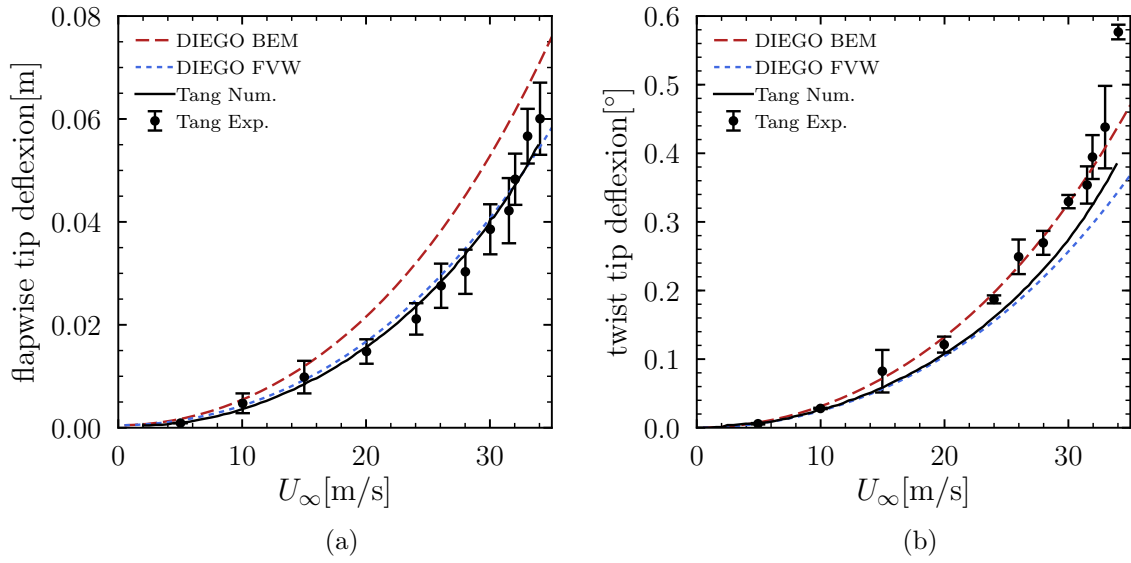 0.08
0.06
0.04
0.02
0.00
flapwise tip deflexion[m]
DIEGO BEM
DIEGO FVW
Tang Num.
Tang Exp.
0
10
20
30
U∞[m/s]
(a)
0.6
0.5
0.4
0.3
0.2
0.1
0.0
twist tip deflexion[°]
DIEGO BEM
DIEGO FVW
Tang Num.
Tang Exp.
0
10
20
30
U∞[m/s]
(b)